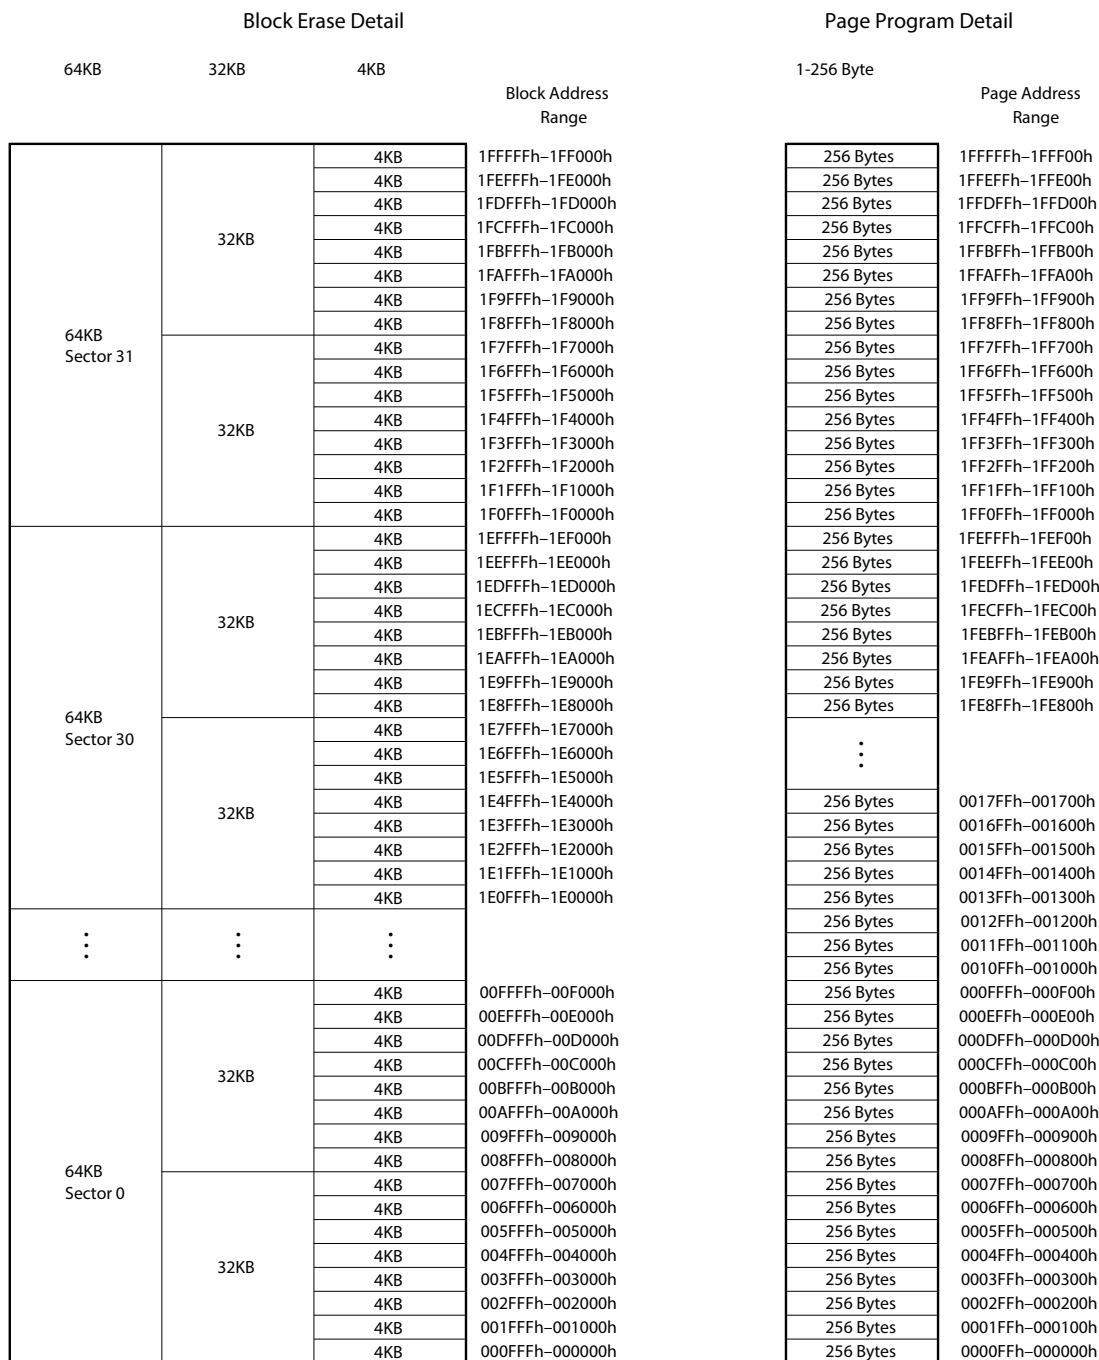 Block Erase Detail Page Program Detail
64KB 32KB 4KB 1-256 Byte
Block Address Page Address
Range Range
4KB 1FFFFFh–1FF000h 256 Bytes 1FFFFFh–1FFF00h
4KB 1FEFFFh–1FE000h 256 Bytes 1FFEFFh–1FFE00h
4KB 1FDFFFh–1FD000h 256 Bytes 1FFDFFh–1FFD00h
4KB 1FCFFFh–1FC000h 256 Bytes 1FFCFFh–1FFC00h
32KB
4KB 1FBFFFh–1FB000h 256 Bytes 1FFBFFh–1FFB00h
4KB 1FAFFFh–1FA000h 256 Bytes 1FFAFFh–1FFA00h
4KB 1F9FFFh–1F9000h 256 Bytes 1FF9FFh–1FF900h
4KB 1F8FFFh–1F8000h 256 Bytes 1FF8FFh–1FF800h
64KB
4KB 1F7FFFh–1F7000h 256 Bytes 1FF7FFh–1FF700h
Sector 31
4KB 1F6FFFh–1F6000h 256 Bytes 1FF6FFh–1FF600h
4KB 1F5FFFh–1F5000h 256 Bytes 1FF5FFh–1FF500h
4KB 1F4FFFh–1F4000h 256 Bytes 1FF4FFh–1FF400h
32KB
4KB 1F3FFFh–1F3000h 256 Bytes 1FF3FFh–1FF300h
4KB 1F2FFFh–1F2000h 256 Bytes 1FF2FFh–1FF200h
4KB 1F1FFFh–1F1000h 256 Bytes 1FF1FFh–1FF100h
4KB 1F0FFFh–1F0000h 256 Bytes 1FF0FFh–1FF000h
4KB 1EFFFFh–1EF000h 256 Bytes 1FEFFFh–1FEF00h
4KB 1EEFFFh–1EE000h 256 Bytes 1FEEFFh–1FEE00h
4KB 1EDFFFh–1ED000h 256 Bytes 1FEDFFh–1FED00h
4KB 1ECFFFh–1EC000h 256 Bytes 1FECFFh–1FEC00h
32KB
4KB 1EBFFFh–1EB000h 256 Bytes 1FEBFFh–1FEB00h
4KB 1EAFFFh–1EA000h 256 Bytes 1FEAFFh–1FEA00h
4KB 1E9FFFh–1E9000h 256 Bytes 1FE9FFh–1FE900h
4KB 1E8FFFh–1E8000h 256 Bytes 1FE8FFh–1FE800h
64KB
4KB 1E7FFFh–1E7000h
Sector 30
4KB 1E6FFFh–1E6000h
4KB 1E5FFFh–1E5000h
4KB 1E4FFFh–1E4000h 256 Bytes 0017FFh–001700h
32KB
4KB 1E3FFFh–1E3000h 256 Bytes 0016FFh–001600h
4KB 1E2FFFh–1E2000h 256 Bytes 0015FFh–001500h
4KB 1E1FFFh–1E1000h 256 Bytes 0014FFh–001400h
4KB 1E0FFFh–1E0000h 256 Bytes 0013FFh–001300h
256 Bytes 0012FFh–001200h
256 Bytes 0011FFh–001100h
256 Bytes 0010FFh–001000h
4KB 00FFFFh–00F000h 256 Bytes 000FFFh–000F00h
4KB 00EFFFh–00E000h 256 Bytes 000EFFh–000E00h
4KB 00DFFFh–00D000h 256 Bytes 000DFFh–000D00h
4KB 00CFFFh–00C000h 256 Bytes 000CFFh–000C00h
32KB
4KB 00BFFFh–00B000h 256 Bytes 000BFFh–000B00h
4KB 00AFFFh–00A000h 256 Bytes 000AFFh–000A00h
4KB 009FFFh–009000h 256 Bytes 0009FFh–000900h
4KB 008FFFh–008000h 256 Bytes 0008FFh–000800h
64KB
4KB 007FFFh–007000h 256 Bytes 0007FFh–000700h
Sector 0
4KB 006FFFh–006000h 256 Bytes 0006FFh–000600h
4KB 005FFFh–005000h 256 Bytes 0005FFh–000500h
4KB 004FFFh–004000h 256 Bytes 0004FFh–000400h
32KB
4KB 003FFFh–003000h 256 Bytes 0003FFh–000300h
4KB 002FFFh–002000h 256 Bytes 0002FFh–000200h
4KB 001FFFh–001000h 256 Bytes 0001FFh–000100h
4KB 000FFFh–000000h 256 Bytes 0000FFh–000000h